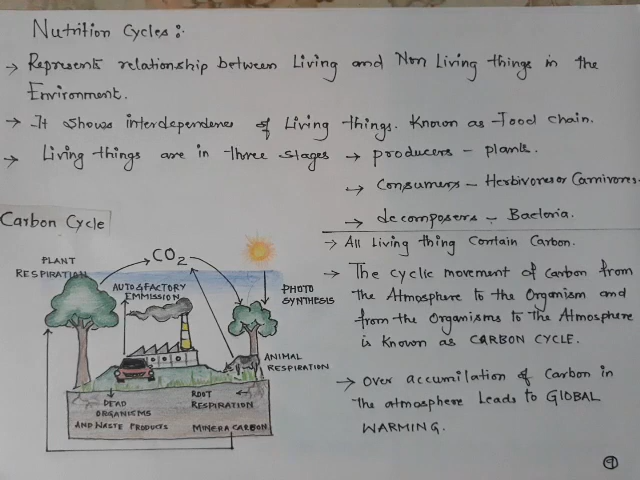 Nutrition Cycles:
→ Represents relationship between Living and Non Living things in the
Environment.
→ It shows interdependence of Living Things. Known as Food chain.
→ Living things are in three stages → producers - plants.
→ Consumers - Herbivores or Carnivores.
→ decomposers - Bacteria.
Carbon Cycle
CO2
PLANT
RESPIRATION
AUTO & FACTORY
EMMISSION
PHOTO
SYNTHESIS
ANIMAL
RESPIRATION
DEAD
ORGANICMS
AND WASTE PRODUCTS
ROOT
RESPIRATION
MINERA CARBON
→ All Living thing Contain Carbon.
→ The cyclic movement of carbon from
the Atmosphere to the Organism and
from the Organisms to the Atmosphere
is Known as CARBON CYCLE.
→ Over accumilation of Carbon in
The atmosphere Leads to GLOBAL
WARMING.
9